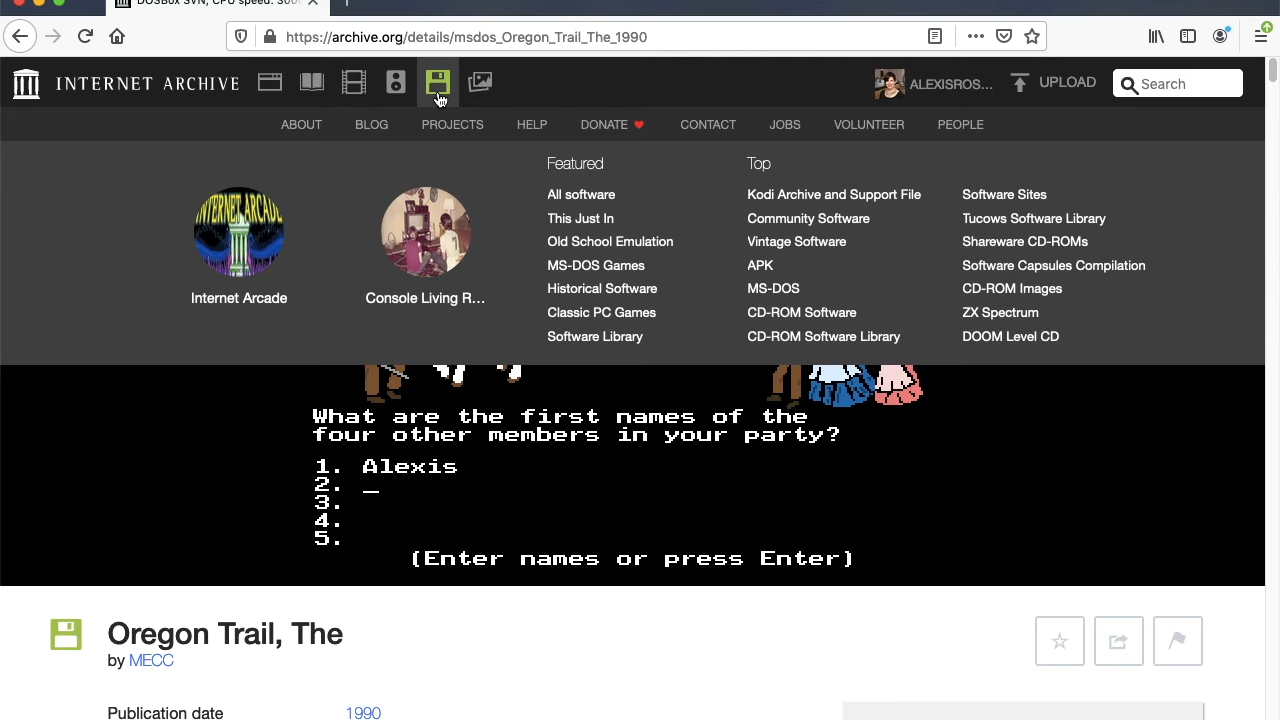 DOSBox SVN, CPU speed: 300
https://archive.org/details/msdos_Oregon_Trail_The_1990
INTERNET ARCHIVE
ALEXISROS...
UPLOAD
Search
ABOUT BLOG PROJECTS HELP DONATE CONTACT JOBS VOLUNTEER PEOPLE
INTERNET ARCADE
Internet Arcade
Console Living R...
Featured
All software
This Just In
Old School Emulation
MS-DOS Games
Historical Software
Classic PC Games
Software Library
Top
Kodi Archive and Support File
Community Software
Vintage Software
APK
MS-DOS
CD-ROM Software
CD-ROM Software Library
Software Sites
Tucows Software Library
Shareware CD-ROMs
Software Capsules Compilation
CD-ROM Images
ZX Spectrum
DOOM Level CD
What are the first names of the
four other members in your party?
1. Alexis
2. _
3.
4.
5.
(Enter names or press Enter)
Oregon Trail, The
by MECC
Publication date 1990